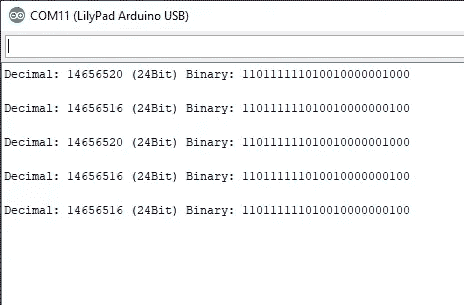 COM11 (LilyPad Arduino USB)
Decimal: 14656520 (24Bit) Binary: 110111111010010000001000
Decimal: 14656516 (24Bit) Binary: 110111111010010000000100
Decimal: 14656520 (24Bit) Binary: 110111111010010000001000
Decimal: 14656516 (24Bit) Binary: 110111111010010000000100
Decimal: 14656516 (24Bit) Binary: 110111111010010000000100